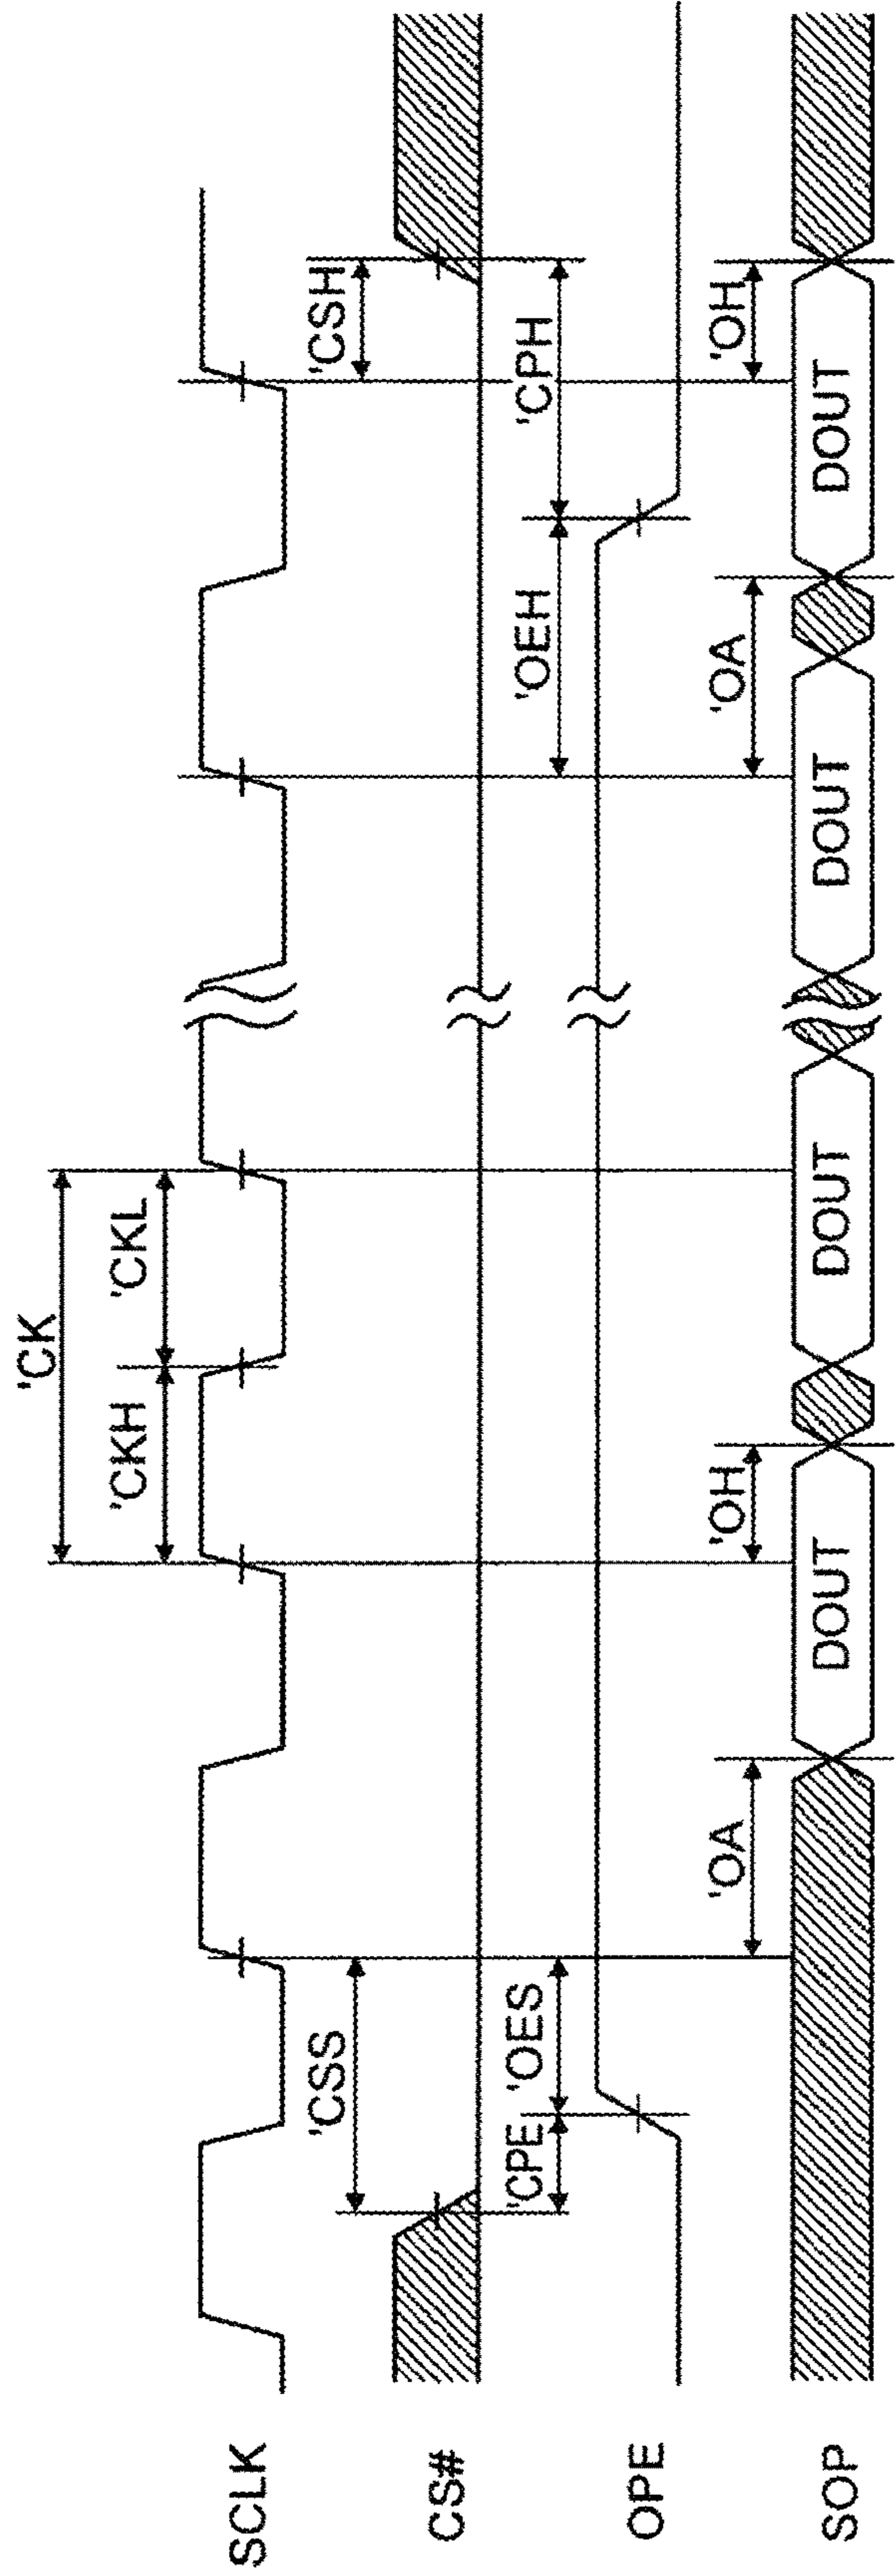 'CK
'CKH
'CKL
SCLK
'CSS
'CSH
CS#
'CPE
'OES
'OEH
'CPH
OPE
'OA
'OH
'OA
'OH
SOP
DOUT
DOUT
DOUT
DOUT